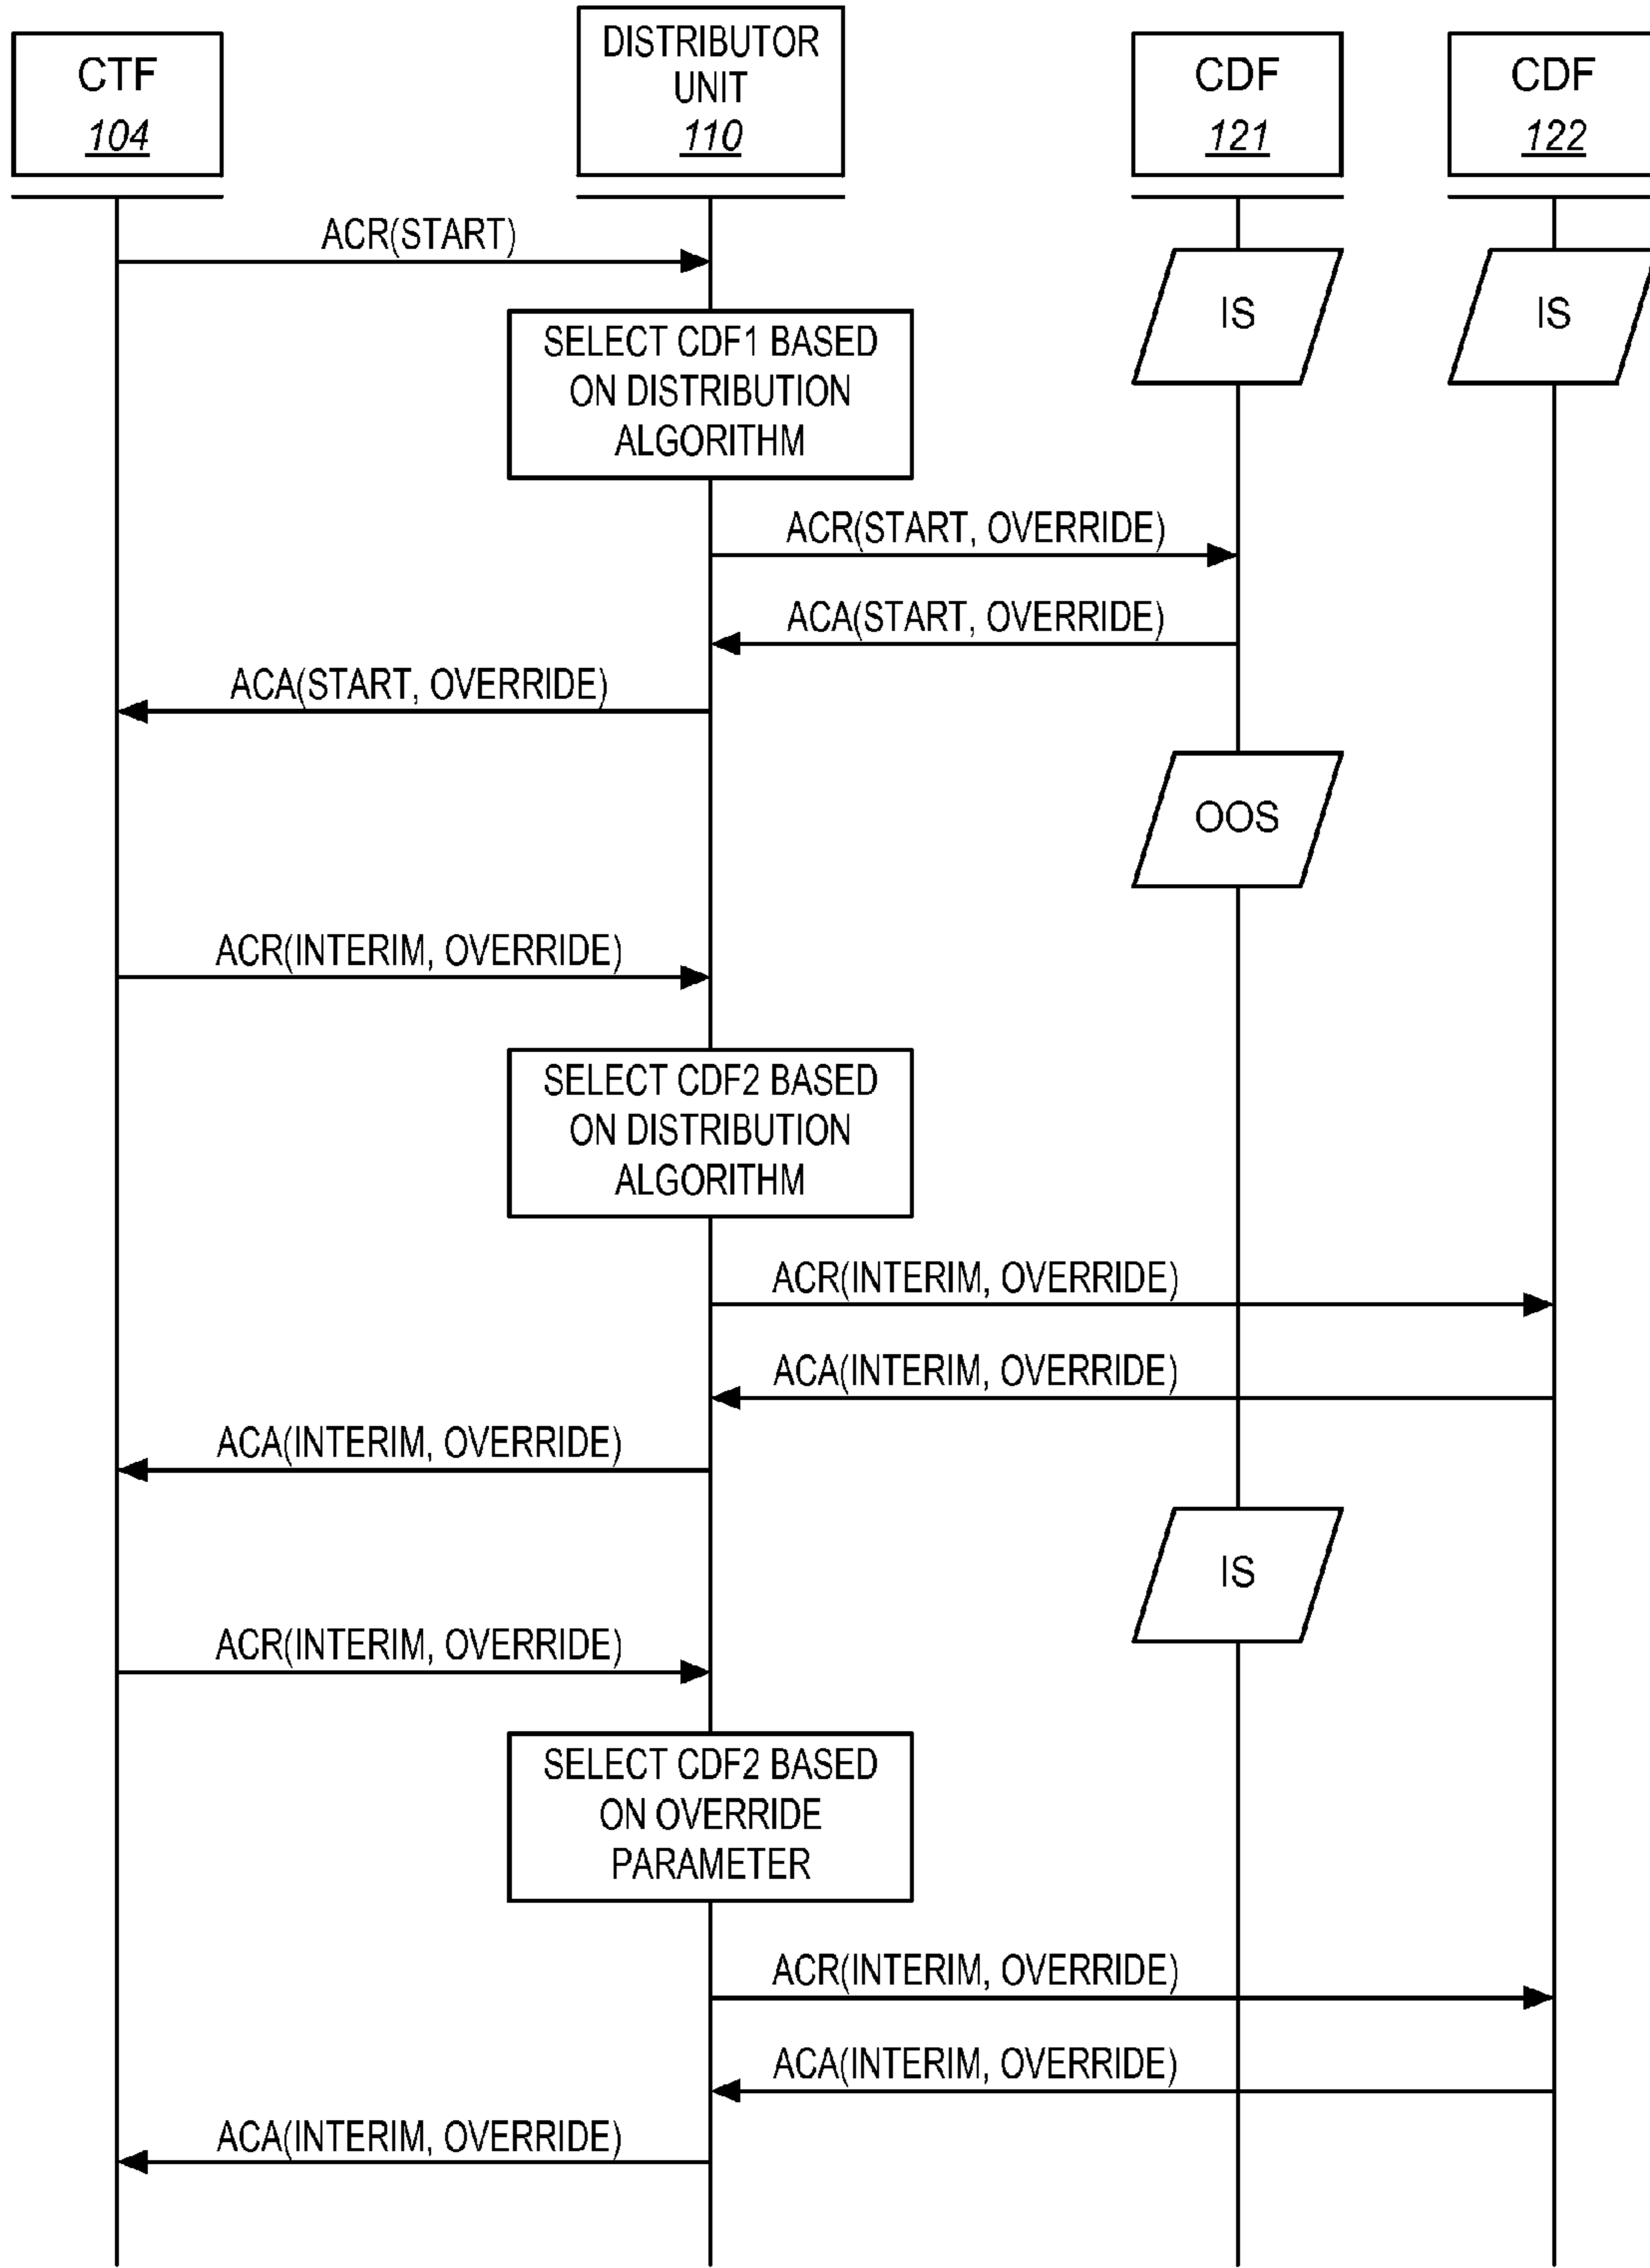 CTF
104
DISTRIBUTOR
UNIT
110
CDF
121
CDF
122
ACR(START)
IS
IS
SELECT CDF1 BASED
ON DISTRIBUTION
ALGORITHM
ACR(START, OVERRIDE)
ACA(START, OVERRIDE)
ACA(START, OVERRIDE)
OOS
ACR(INTERIM, OVERRIDE)
SELECT CDF2 BASED
ON DISTRIBUTION
ALGORITHM
ACR(INTERIM, OVERRIDE)
ACA(INTERIM, OVERRIDE)
ACA(INTERIM, OVERRIDE)
IS
ACR(INTERIM, OVERRIDE)
SELECT CDF2 BASED
ON OVERRIDE
PARAMETER
ACR(INTERIM, OVERRIDE)
ACA(INTERIM, OVERRIDE)
ACA(INTERIM, OVERRIDE)